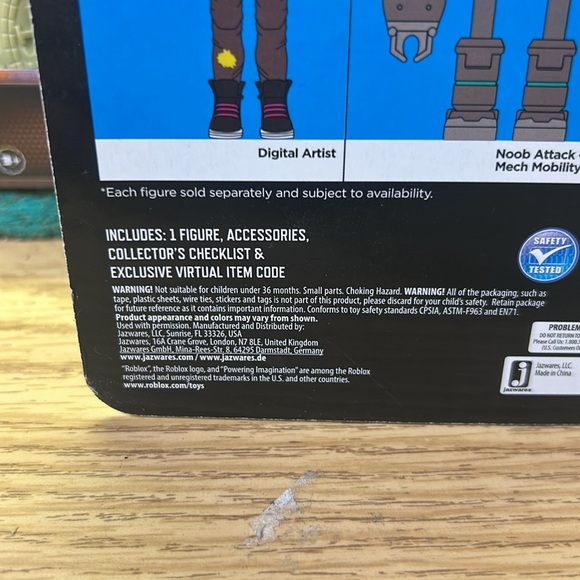 Digital Artist
Noob Attack -
Mech Mobility
*Each figure sold separately and subject to availability.
INCLUDES: 1 FIGURE, ACCESSORIES,
COLLECTOR'S CHECKLIST &
EXCLUSIVE VIRTUAL ITEM CODE
SAFETY
TESTED
WARNING! Not suitable for children under 36 months. Small parts. Choking Hazard. WARNING! All of the packaging, such as
tape, plastic sheets, wire ties, stickers and tags is not part of this product, please discard for your child's safety. Retain package
for future reference as it contains important information. Conforms to toy safety standards CPSIA, ASTM-F963 and EN71.
Product appearance and colors may vary from shown.
Used with permission. Manufactured and Distributed by:
Jazwares, LLC. Sunrise, FL 33326, USA
Jazwares, 16A Crane Grove, London, N7 8LE, United Kingdom
Jazwares GmbH, Mina-Rees-Str. 8, 64295 Darmstadt, Germany
www.jazwares.com / www.jazwares.de
"Roblox", the Roblox logo, and "Powering Imagination" are among the Roblox
registered and unregistered trademarks in the U.S. and other countries.
www.roblox.com/toys
PROBLEM
DO NOT RETURN TO
Please Call Us: 1.800.
(U.S. Customers O
j
Jazwares
Jazwares, LLC.
Made in China